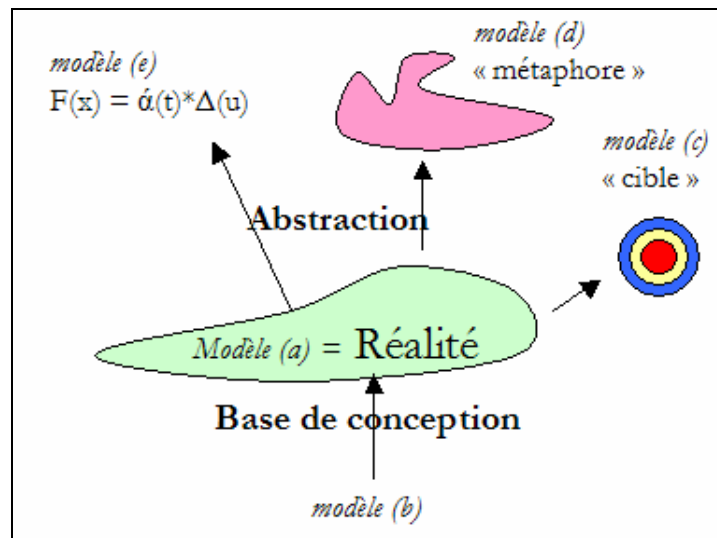 modèle (e)
F(x) = ά(t)*Δ(u)
modèle (d)
« métaphore »
modèle (c)
« cible »
Abstraction
Modèle (a) = Réalité
Base de conception
modèle (b)